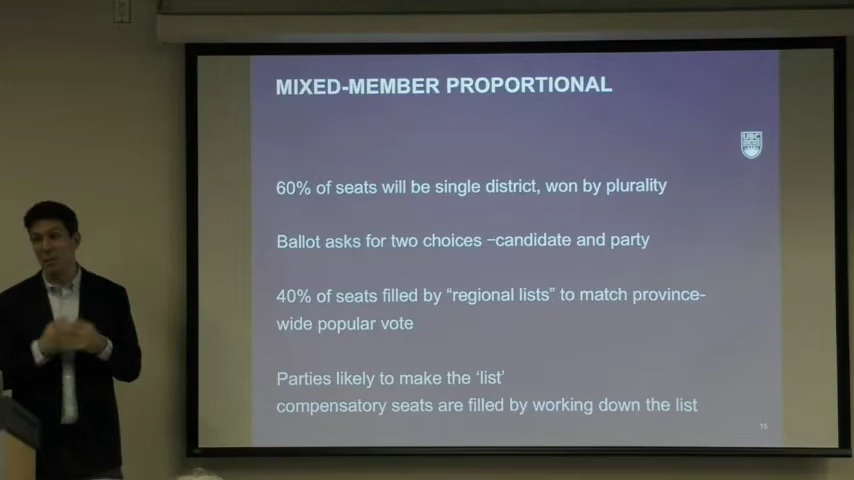 MIXED-MEMBER PROPORTIONAL
UBC
60% of seats will be single district, won by plurality
Ballot asks for two choices –candidate and party
40% of seats filled by “regional lists” to match province-
wide popular vote
Parties likely to make the ‘list’
compensatory seats are filled by working down the list
15